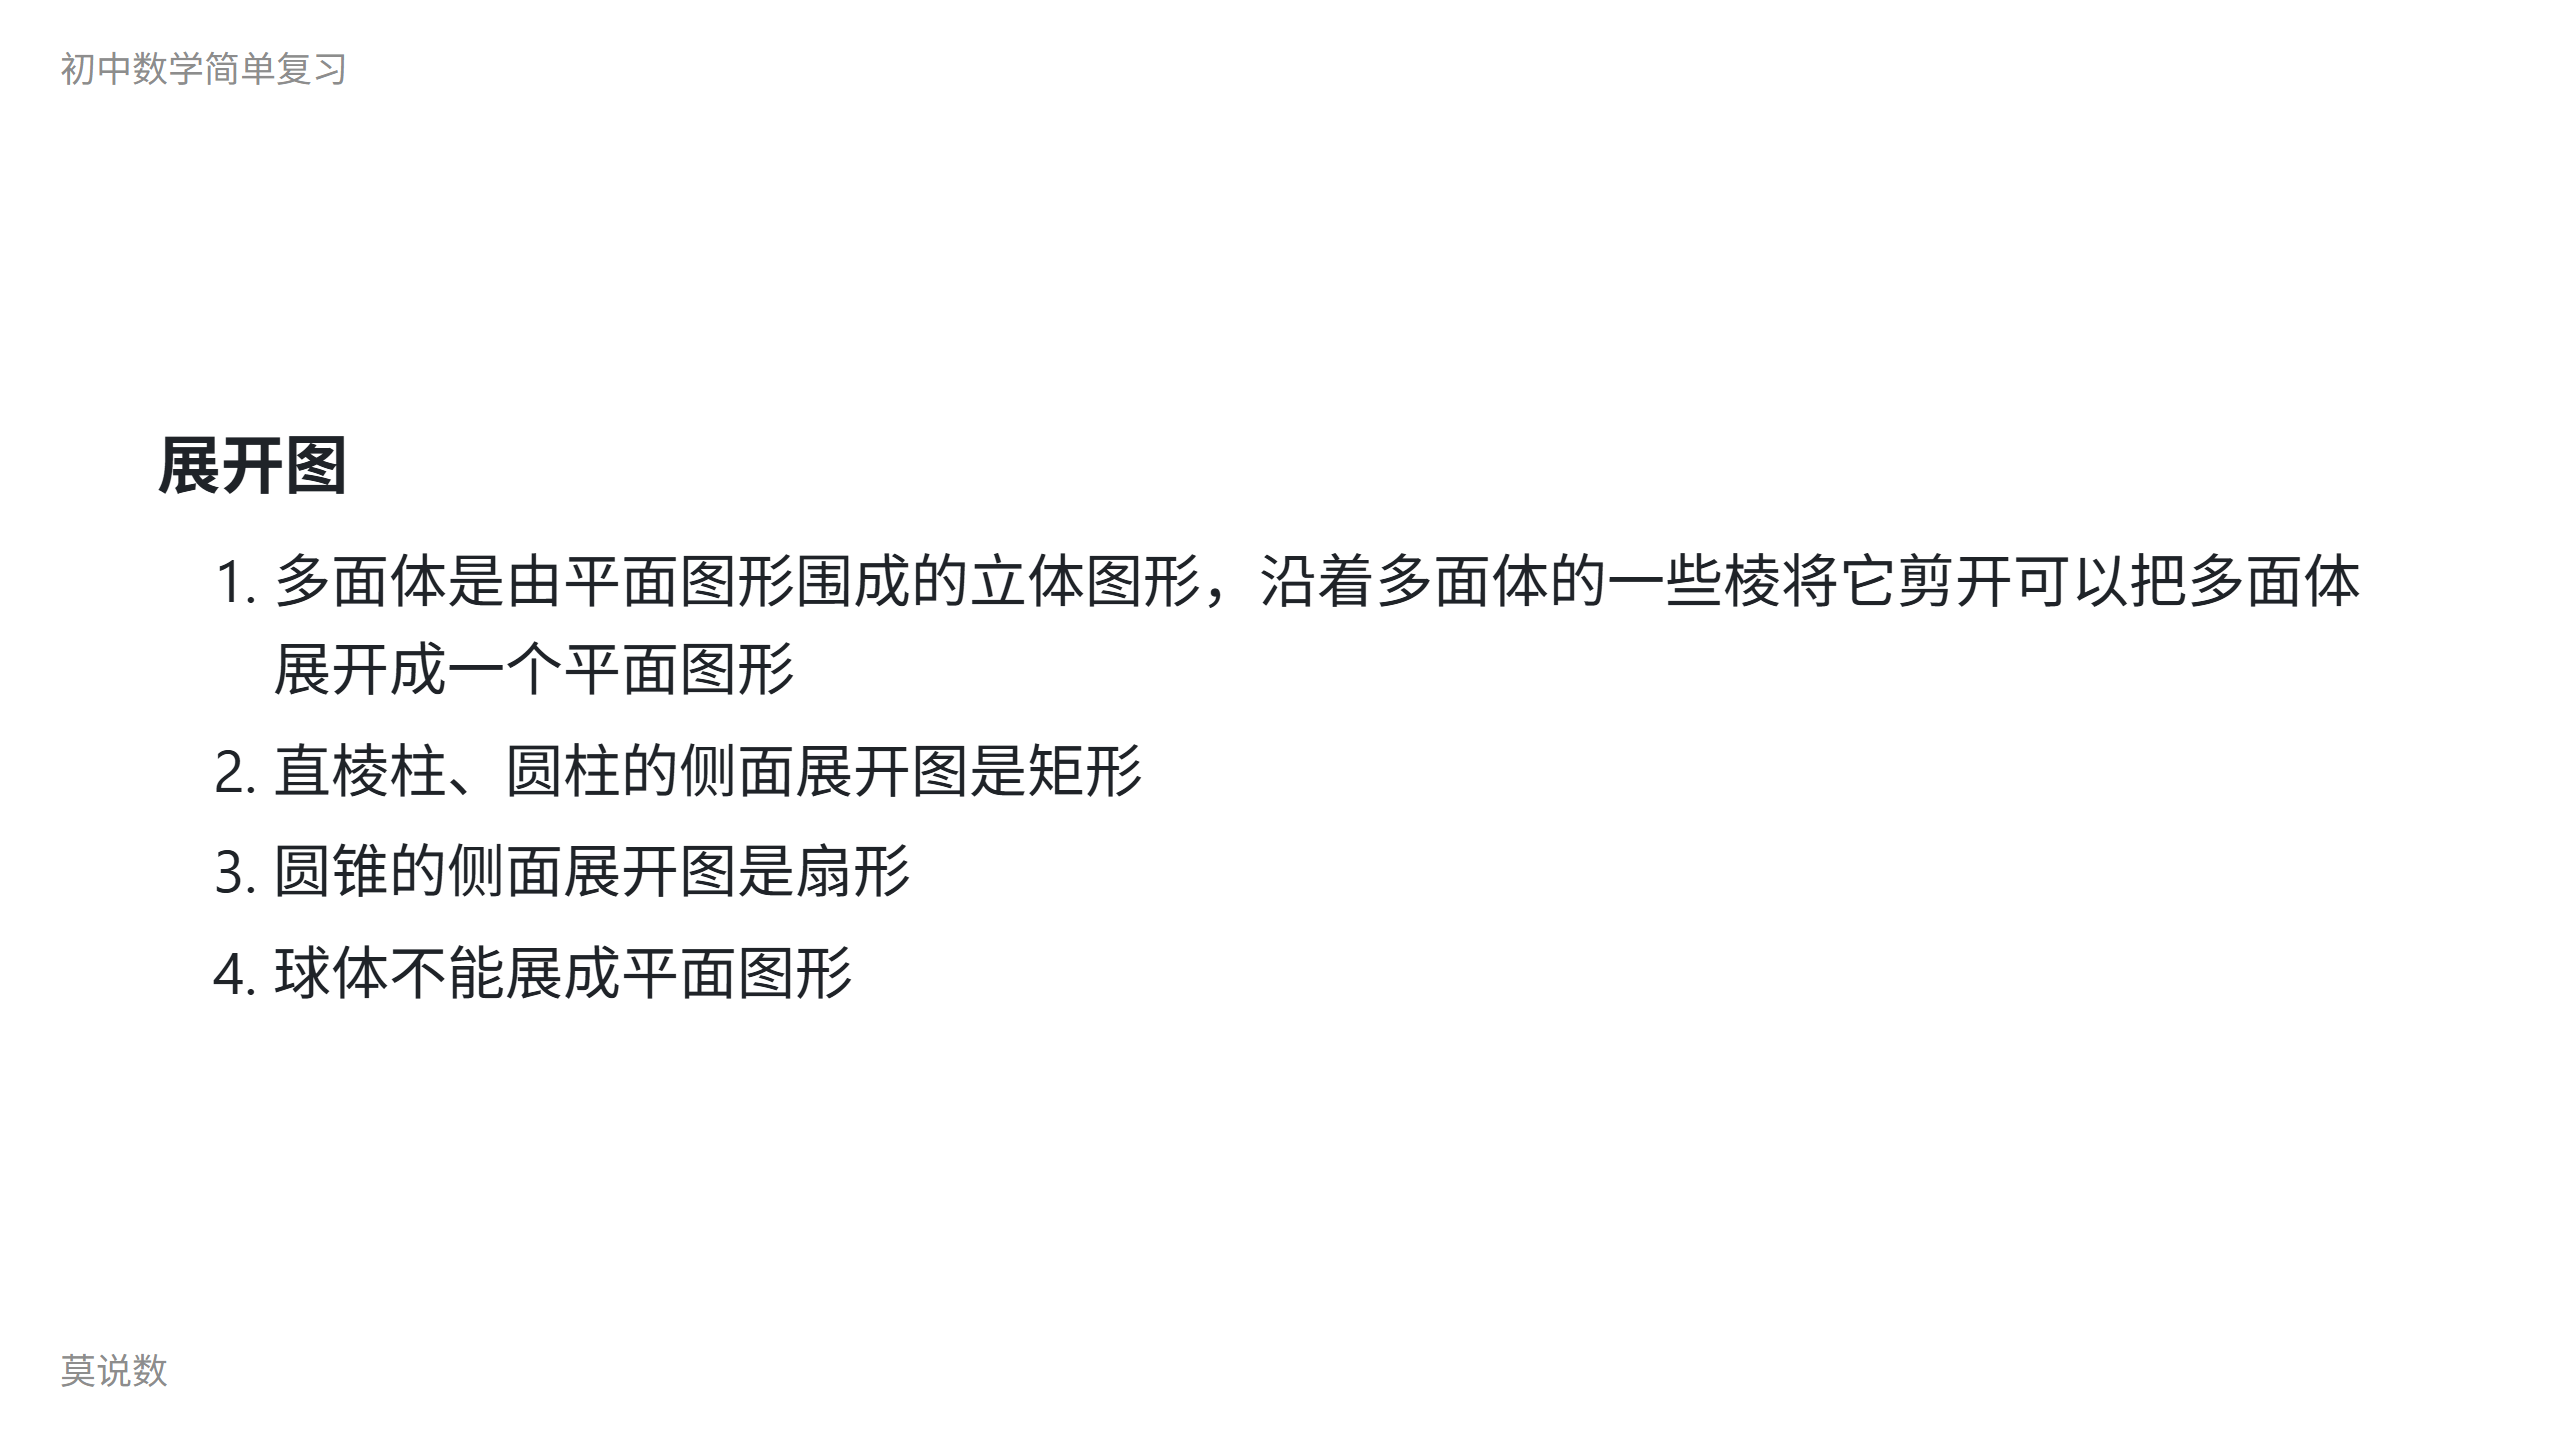 初中数学简单复习
展开图
1. 多面体是由平面图形围成的立体图形，沿着多面体的一些棱将它剪开可以把多面体
展开成一个平面图形
2. 直棱柱、圆柱的侧面展开图是矩形
3. 圆锥的侧面展开图是扇形
4. 球体不能展成平面图形
莫说数